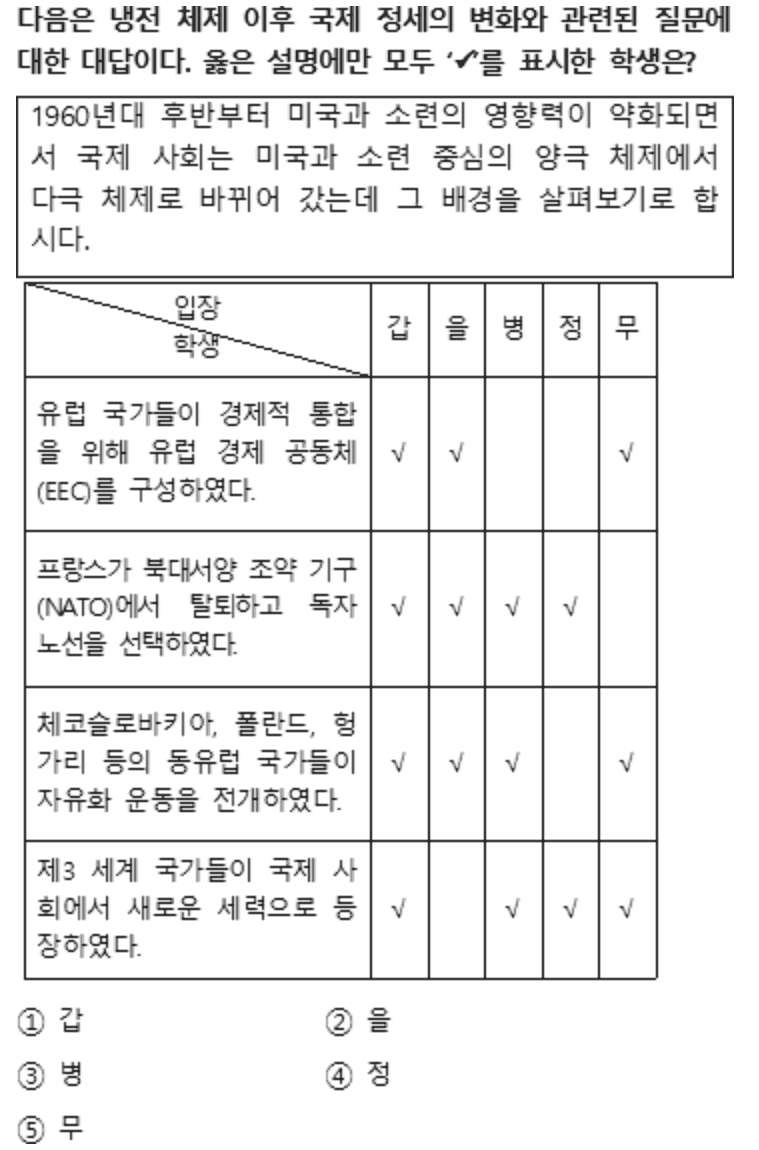 다음은 냉전 체제 이후 국제 정세의 변화와 관련된 질문에
대한 대답이다. 옳은 설명에만 모두 ‘✔’를 표시한 학생은?
1960년대 후반부터 미국과 소련의 영향력이 약화되면
서 국제 사회는 미국과 소련 중심의 양극 체제에서
다극 체제로 바뀌어 갔는데 그 배경을 살펴보기로 합
시다.
입장
학생
갑 을 병 정 무
유럽 국가들이 경제적 통합
을 위해 유럽 경제 공동체
(EEC)를 구성하였다.
√ √ √
프랑스가 북대서양 조약 기구
(NATO)에서 탈퇴하고 독자
노선을 선택하였다.
√ √ √ √
체코슬로바키아, 폴란드, 헝
가리 등의 동유럽 국가들이
자유화 운동을 전개하였다.
√ √ √ √
제3 세계 국가들이 국제 사
회에서 새로운 세력으로 등
장하였다.
√ √ √ √
① 갑 ② 을
③ 병 ④ 정
⑤ 무